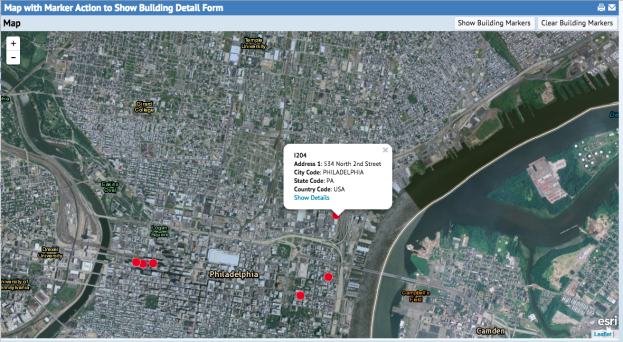 Map with Marker Action to Show Building Detail Form
Map
Show Building Markers
Clear Building Markers
+
−
Temple
University
Girard
College
I204
Address 1: 534 North 2nd Street
City Code: PHILADELPHIA
State Code: PA
Country Code: USA
Show Details
Logan
Square
Drexel
University
University of
Pennsylvania
Philadelphia
Campbell's
Field
Camden
esri
Leaflet |